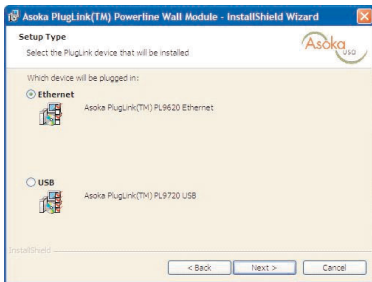 Asoka PlugLink(TM) Powerline Wall Module - InstallShield Wizard
Setup Type
Select the PlugLink device that will be installed
Asoka USA
Which device will be plugged in:
Ethernet
Asoka PlugLink(TM) PL9620 Ethernet
USB
Asoka PlugLink(TM) PL9720 USB
InstallShield
< Back
Next >
Cancel